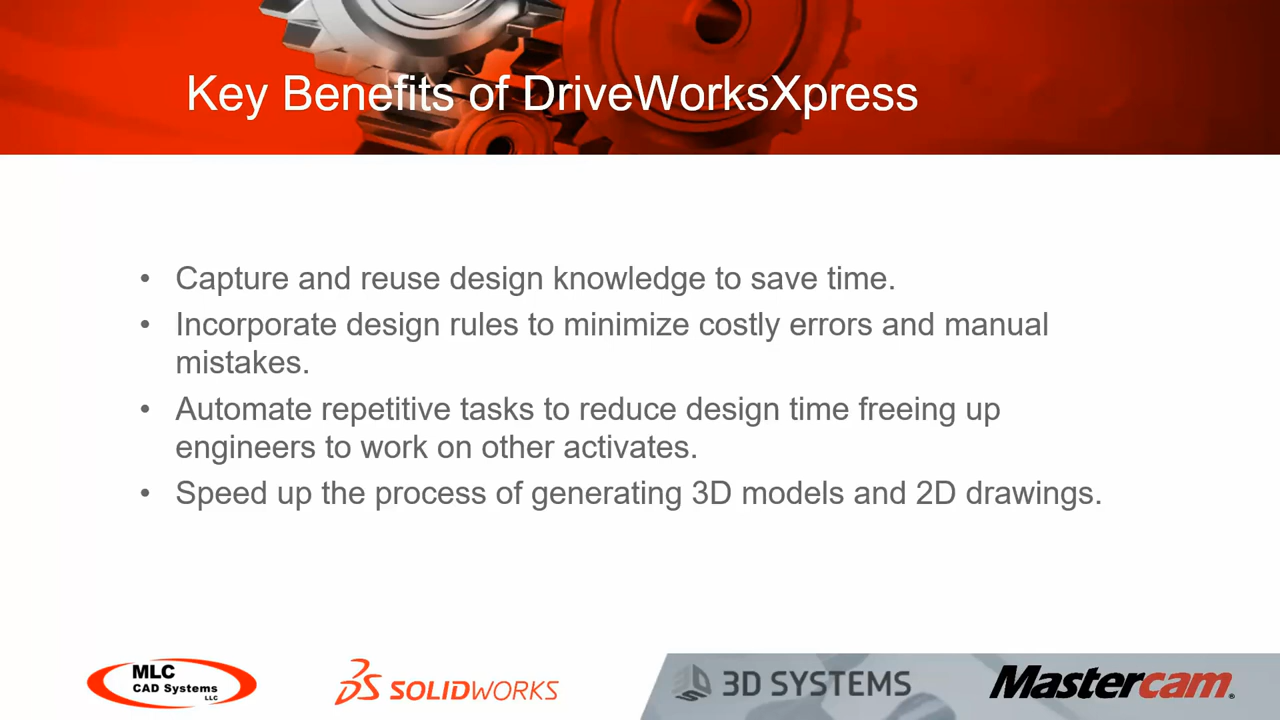 Key Benefits of DriveWorksXpress
• Capture and reuse design knowledge to save time.
• Incorporate design rules to minimize costly errors and manual
mistakes.
• Automate repetitive tasks to reduce design time freeing up
engineers to work on other activates.
• Speed up the process of generating 3D models and 2D drawings.
MLC
CAD Systems
LLC
DS SOLIDWORKS
3D SYSTEMS
Mastercam®